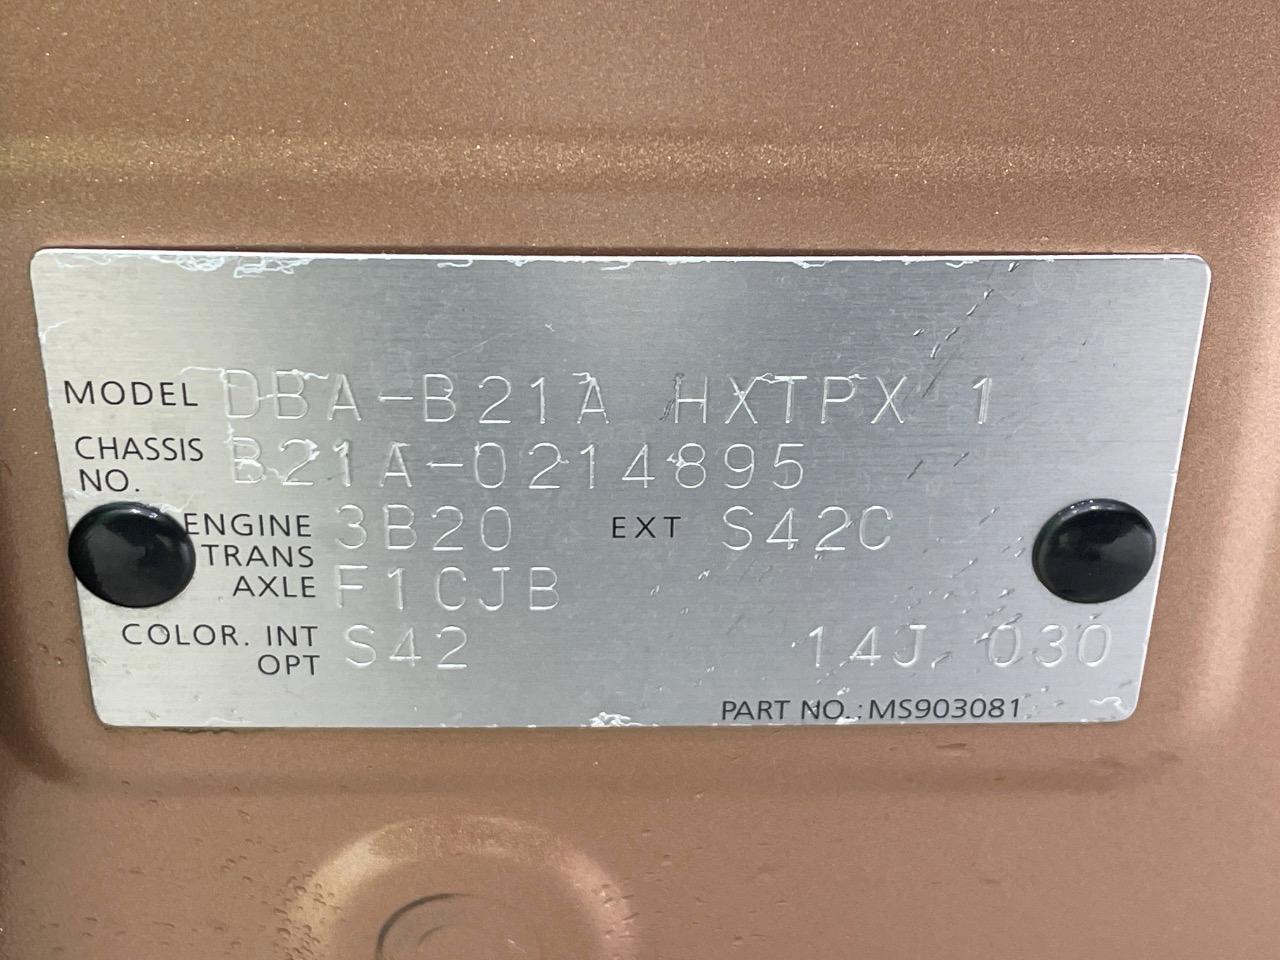 MODEL DBA-B21A HXTPX 1
CHASSIS NO. B21A-0214895
ENGINE 3B20 EXT S42C
TRANS AXLE F1CJB
COLOR. INT OPT S42 14J. 030
PART NO.:MS903081